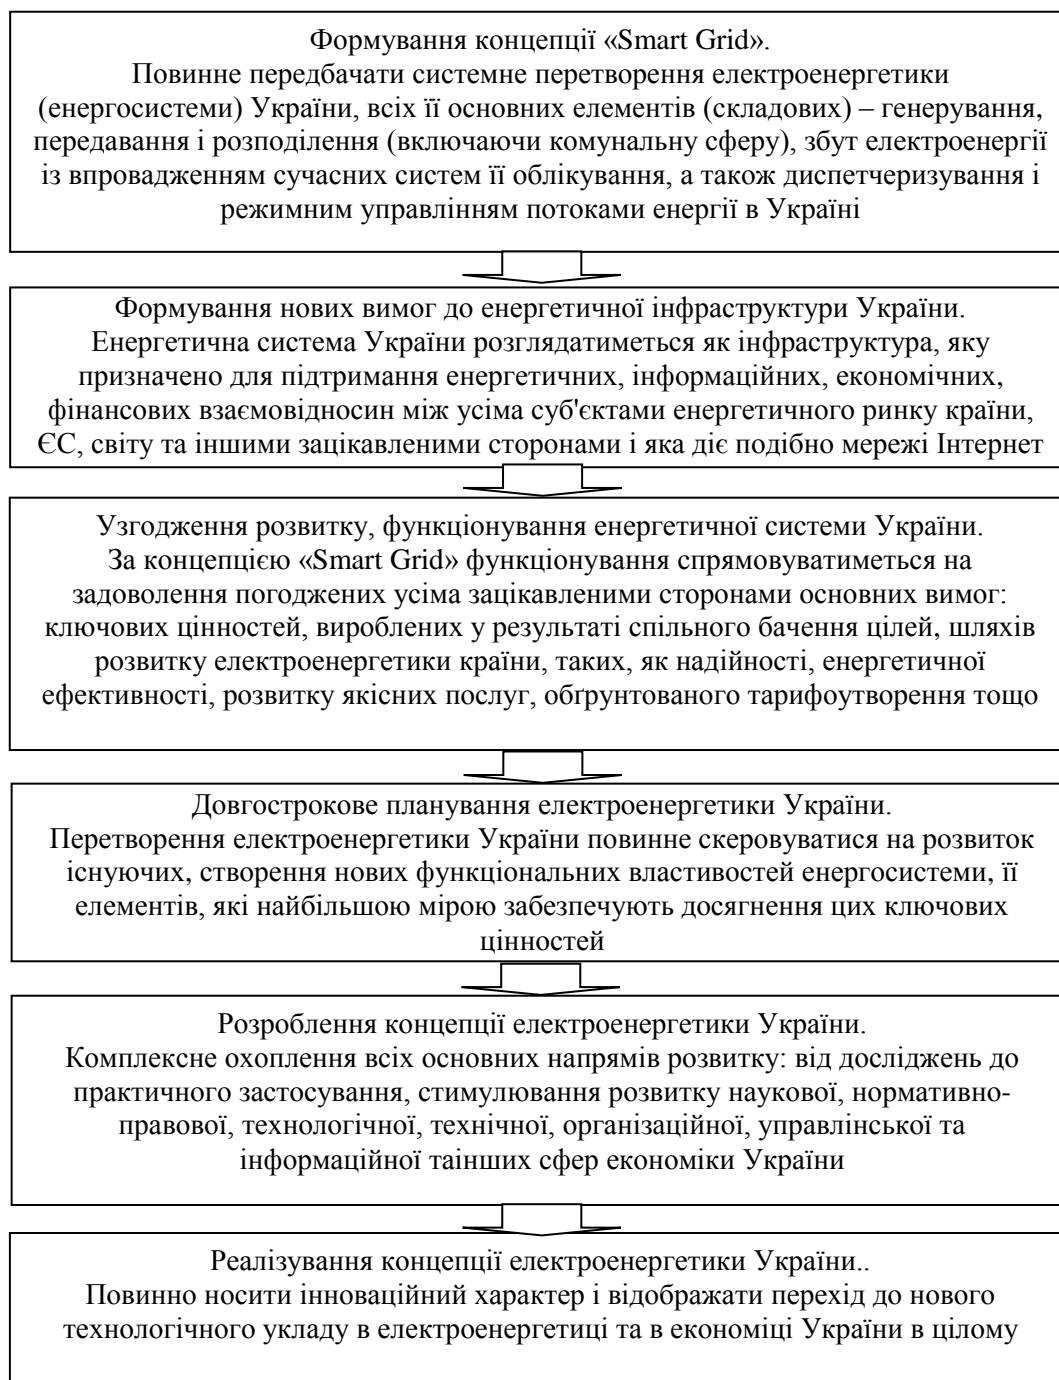 Формування концепції «Smart Grid».
Повинне передбачати системне перетворення електроенергетики
(енергосистеми) України, всіх її основних елементів (складових) – генерування,
передавання і розподілення (включаючи комунальну сферу), збут електроенергії
із впровадженням сучасних систем її облікування, а також диспетчеризування і
режимним управлінням потоками енергії в Україні
Формування нових вимог до енергетичної інфраструктури України.
Енергетична система України розглядатиметься як інфраструктура, яку
призначено для підтримання енергетичних, інформаційних, економічних,
фінансових взаємовідносин між усіма суб'єктами енергетичного ринку країни,
ЄС, світу та іншими зацікавленими сторонами і яка діє подібно мережі Інтернет
Узгодження розвитку, функціонування енергетичної системи України.
За концепцією «Smart Grid» функціонування спрямовуватиметься на
задоволення погоджених усіма зацікавленими сторонами основних вимог:
ключових цінностей, вироблених у результаті спільного бачення цілей, шляхів
розвитку електроенергетики країни, таких, як надійності, енергетичної
ефективності, розвитку якісних послуг, обґрунтованого тарифоутворення тощо
Довгострокове планування електроенергетики України.
Перетворення електроенергетики України повинне скеровуватися на розвиток
існуючих, створення нових функціональних властивостей енергосистеми, її
елементів, які найбільшою мірою забезпечують досягнення цих ключових
цінностей
Розроблення концепції електроенергетики України.
Комплексне охоплення всіх основних напрямів розвитку: від досліджень до
практичного застосування, стимулювання розвитку наукової, нормативно-
правової, технологічної, технічної, організаційної, управлінської та
інформаційної таінших сфер економіки України
Реалізування концепції електроенергетики України..
Повинно носити інноваційний характер і відображати перехід до нового
технологічного укладу в електроенергетиці та в економіці України в цілому